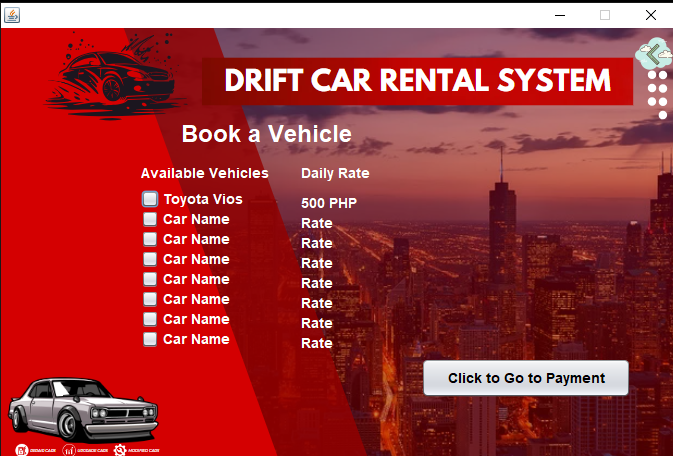 DRIFT CAR RENTAL SYSTEM
Book a Vehicle
Available Vehicles Daily Rate
Toyota Vios 500 PHP
Car Name Rate
Car Name Rate
Car Name Rate
Car Name Rate
Car Name Rate
Car Name Rate
Car Name Rate
Click to Go to Payment
MODIFIED CARS